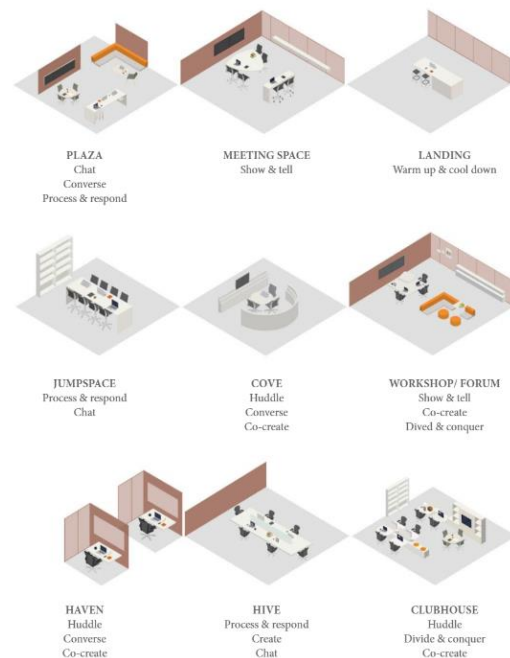 PLAZA
Chat
Converse
Process & respond
MEETING SPACE
Show & tell
LANDING
Warm up & cool down
JUMPSPACE
Process & respond
Chat
COVE
Huddle
Converse
Co-create
WORKSHOP/ FORUM
Show & tell
Co-create
Dived & conquer
HAVEN
Huddle
Converse
Co-create
HIVE
Process & respond
Create
Chat
CLUBHOUSE
Huddle
Divide & conquer
Co-create